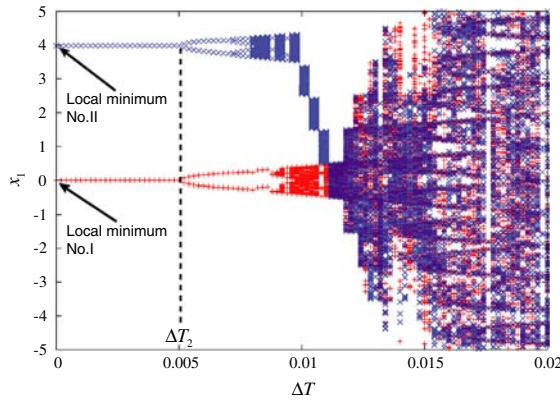 5
4
3
2
1
0
-1
-2
-3
-4
-5
x₁
Local minimum
No.II
Local minimum
No.I
ΔT₂
0
0.005
0.01
0.015
0.02
ΔT